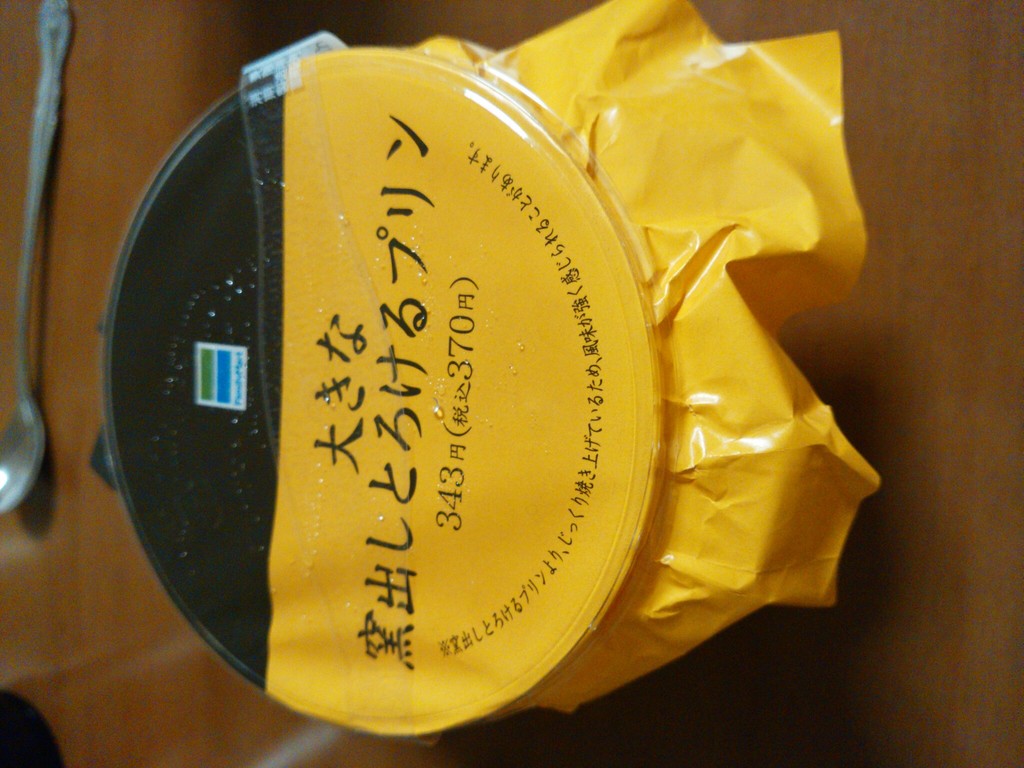 FamilyMart
大きな
窯出しとろけるプリン
343円(税込370円)
※窯出しとろけるプリンより、じっくり焼き上げているため、風味が強く感じられることがあります。